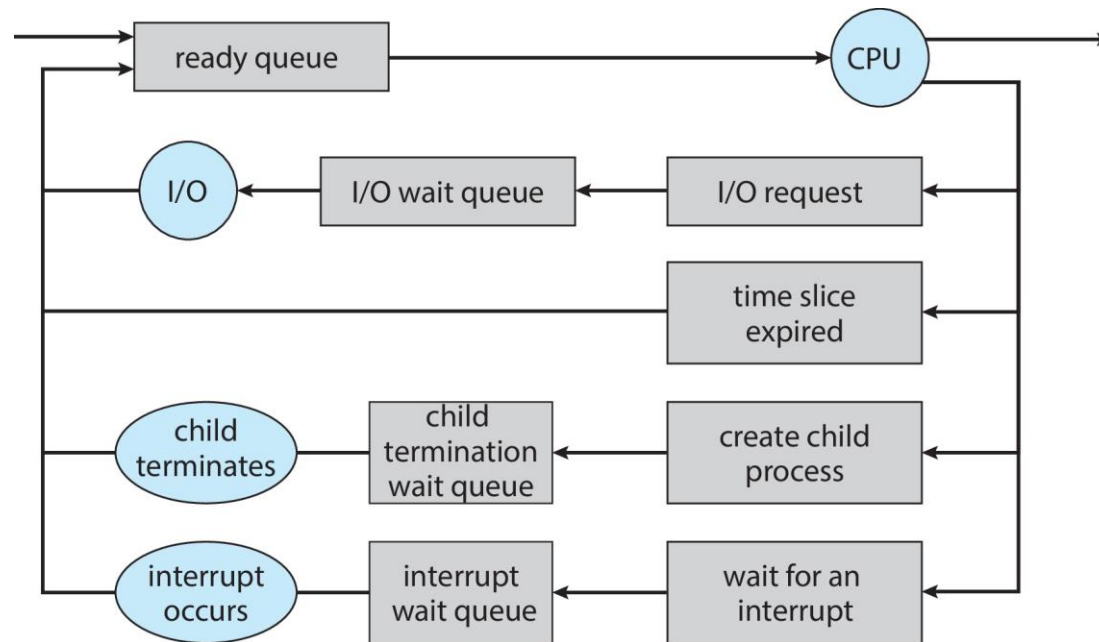 ready queue
CPU
I/O
I/O wait queue
I/O request
time slice
expired
child
terminates
child
termination
wait queue
create child
process
interrupt
occurs
interrupt
wait queue
wait for an
interrupt